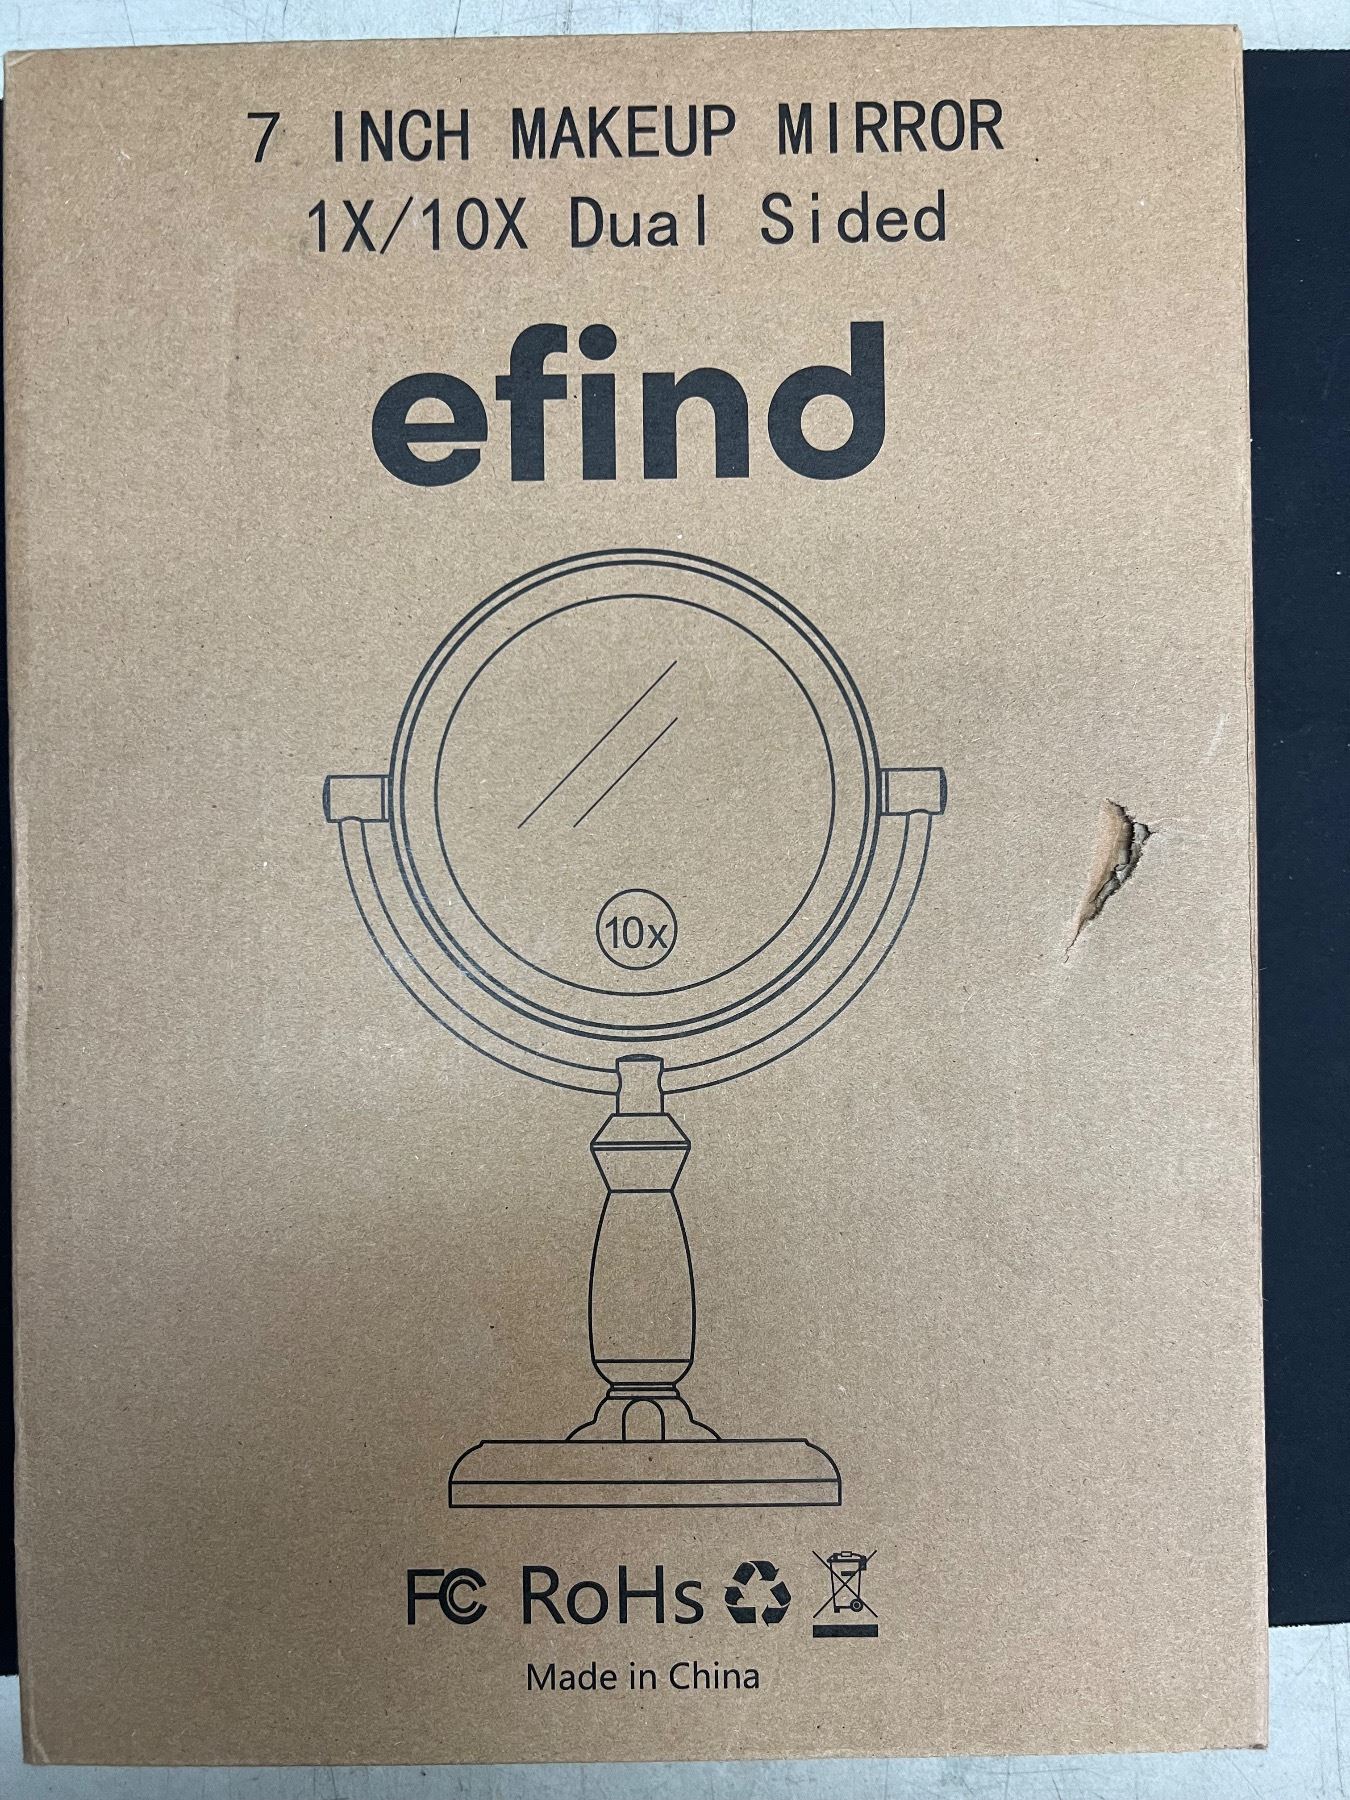 7 INCH MAKEUP MIRROR
1X/10X Dual Sided
efind
10x
FC RoHs
Made in China